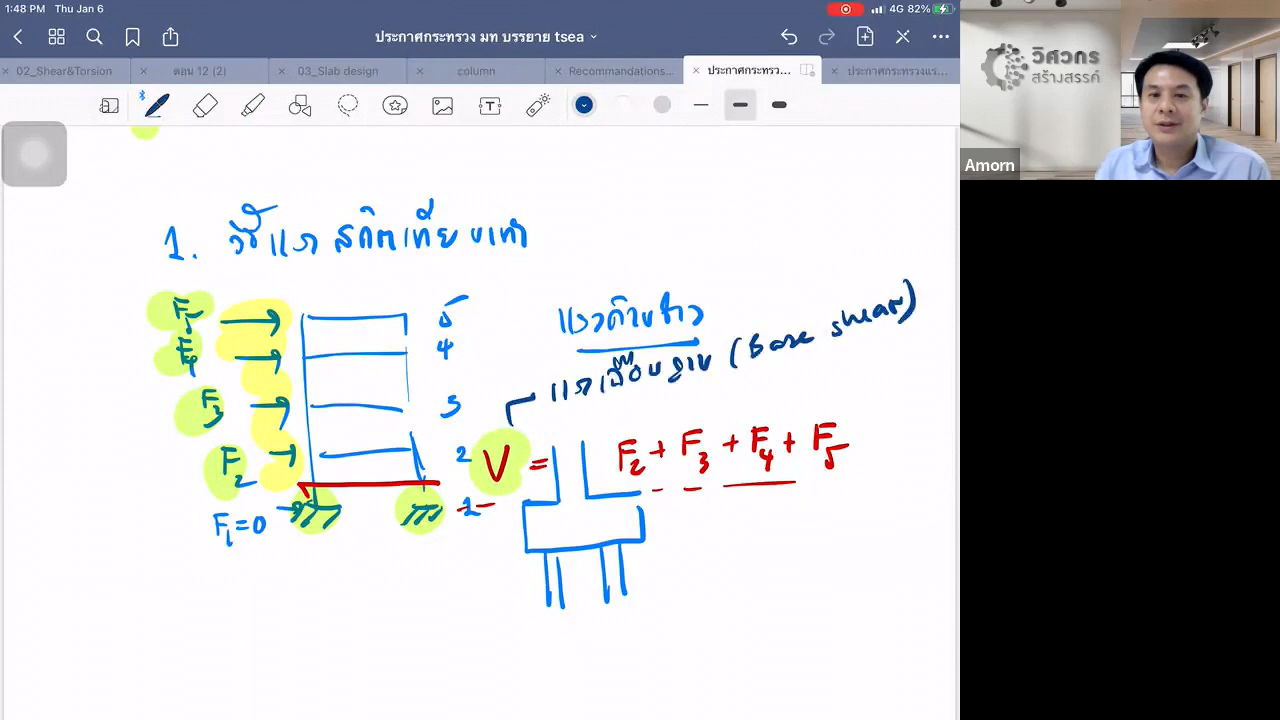 1:48 PM Thu Jan 6
4G 82%
ประกาศกระทรวง มท บรรยาย tsea
02_Shear&Torsion
ตอน 12 (2)
03_Slab design
column
Recommandations...
ประกาศกระทรว...
ประกาศกระทรวงแร...
วิศวกร
สร้างสรรค์
Amorn
1. วิธีแรงสถิตเทียบเท่า
F5 5
F4 4
F3 3
F2 2
F1=0 1
แรงด้านข้าง
แรงเฉือนฐาน (Base shear)
V = F2 + F3 + F4 + F5